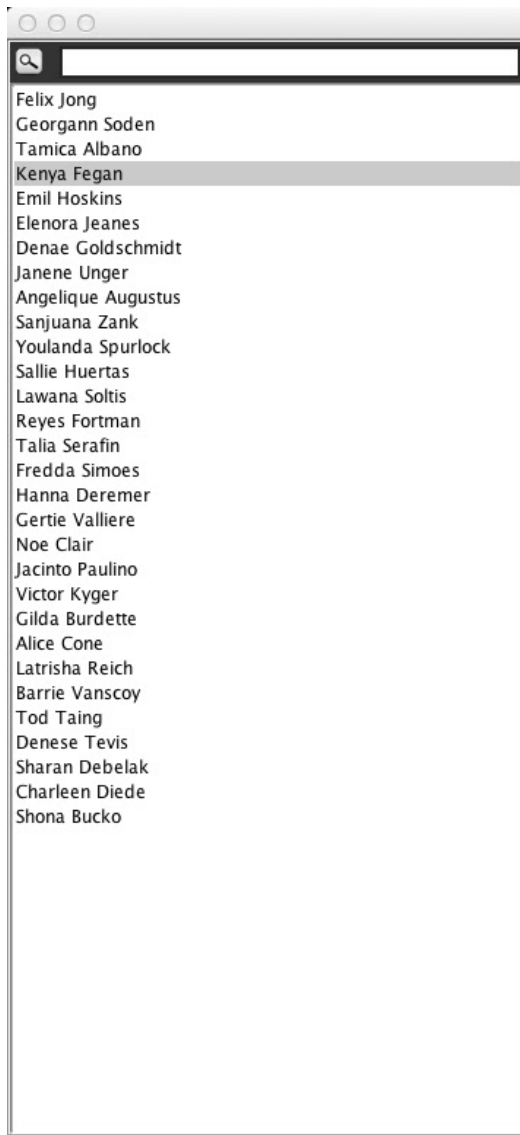 Felix Jong
Georgann Soden
Tamica Albano
Kenya Fegan
Emil Hoskins
Elenora Jeanes
Denae Goldschmidt
Janene Unger
Angelique Augustus
Sanjuana Zank
Youlanda Spurlock
Sallie Huertas
Lawana Soltis
Reyes Fortman
Talia Serafin
Fredda Simoes
Hanna Deremer
Gertie Valliere
Noe Clair
Jacinto Paulino
Victor Kyger
Gilda Burdette
Alice Cone
Latrisha Reich
Barrie Vanscoy
Tod Taing
Denese Tevis
Sharan Debelak
Charleen Diede
Shona Bucko